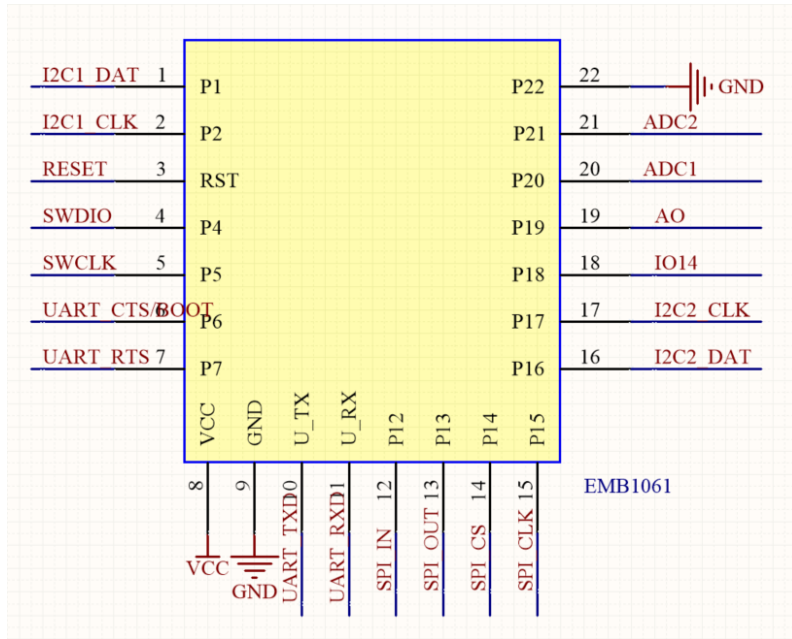 I2C1_DAT 1 P1
I2C1_CLK 2 P2
RESET 3 RST
SWDIO 4 P4
SWCLK 5 P5
UART_CTS/BOOT 6 P6
UART_RTS 7 P7
P22 22 GND
P21 21 ADC2
P20 20 ADC1
P19 19 AO
P18 18 IO14
P17 17 I2C2_CLK
P16 16 I2C2_DAT
VCC 8 VCC
GND 9 GND
U_TX 10 UART_TXD
U_RX 11 UART_RXD
P12 12 SPI_IN
P13 13 SPI_OUT
P14 14 SPI_CS
P15 15 SPI_CLK
EMB1061